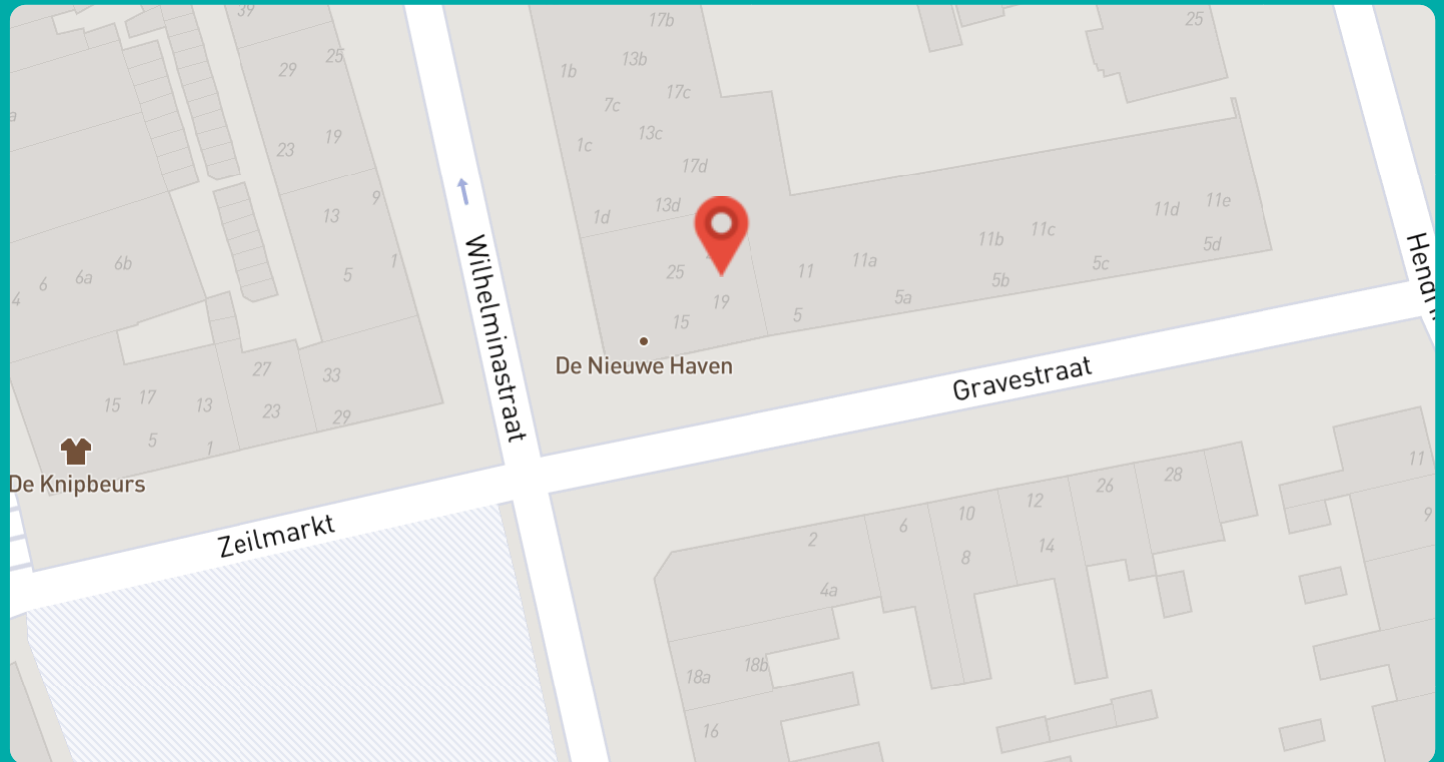 39
17b
25
25
13b
29
1b
17c
7c
a
13c
19
23
1c
17d
9
13d
11e
13
1d
11d
11c
11b
6b
1
11a
5d
5
6a
25
11
5c
6
5b
4
5a
19
5
15
Wilhelminastraat
De Nieuwe Haven
27
33
Gravestraat
17
15
13
23
29
5
1
11
De Knipbeurs
28
26
12
10
9
6
Zeilmarkt
2
14
8
4a
18b
18a
16